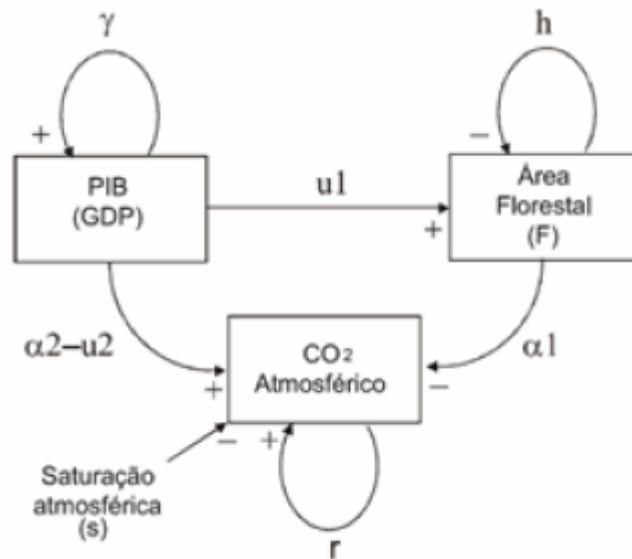 γ
h
+
−
PIB
(GDP)
u1
+
Área
Florestal
(F)
α2−u2
+
CO2
Atmosférico
−
α1
−
+
Saturação
atmosférica
(s)
r